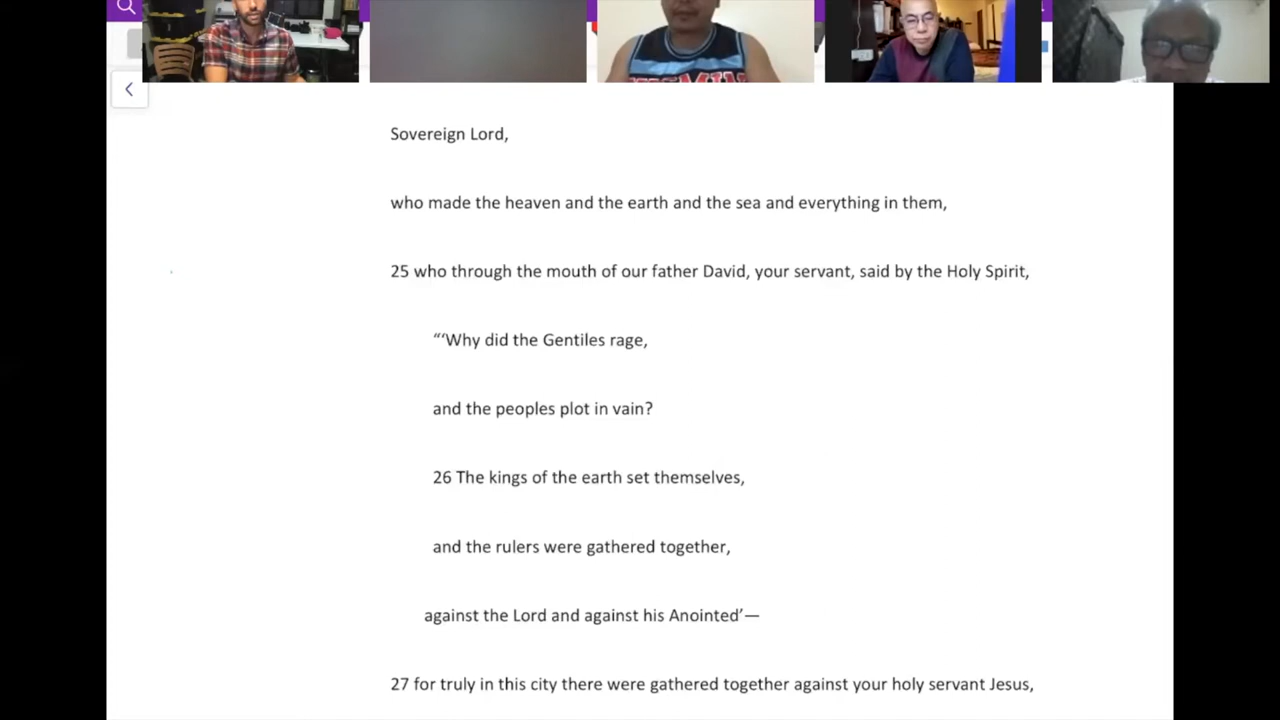 Sovereign Lord,
who made the heaven and the earth and the sea and everything in them,
25 who through the mouth of our father David, your servant, said by the Holy Spirit,
“‘Why did the Gentiles rage,
and the peoples plot in vain?
26 The kings of the earth set themselves,
and the rulers were gathered together,
against the Lord and against his Anointed’—
27 for truly in this city there were gathered together against your holy servant Jesus,